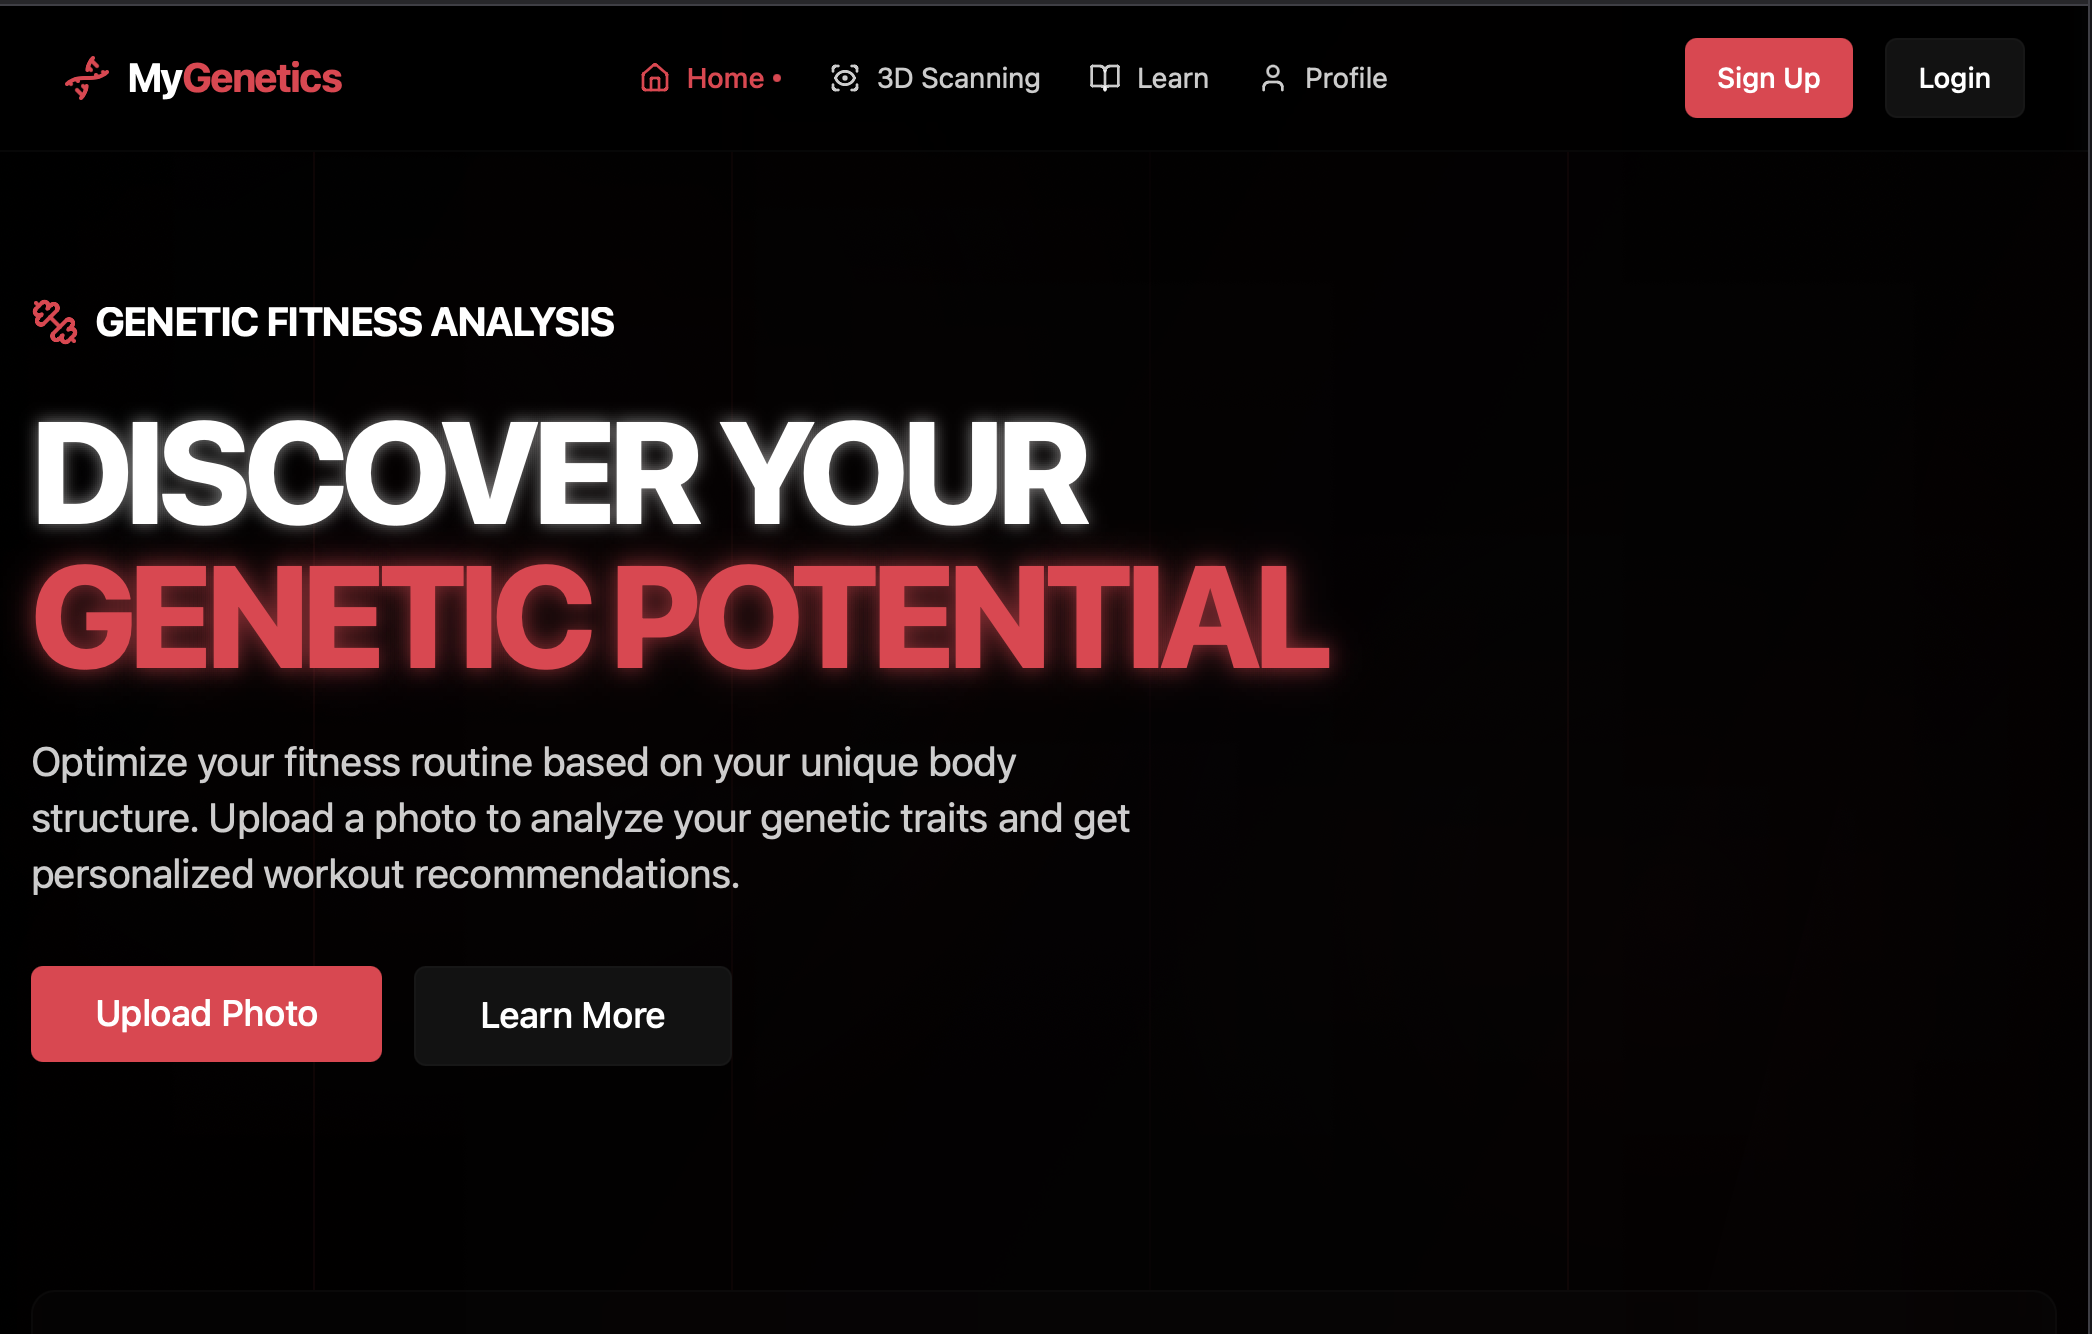 MyGenetics
Home
3D Scanning
Learn
Profile
Sign Up
Login
GENETIC FITNESS ANALYSIS
DISCOVER YOUR
GENETIC POTENTIAL
Optimize your fitness routine based on your unique body
structure. Upload a photo to analyze your genetic traits and get
personalized workout recommendations.
Upload Photo
Learn More